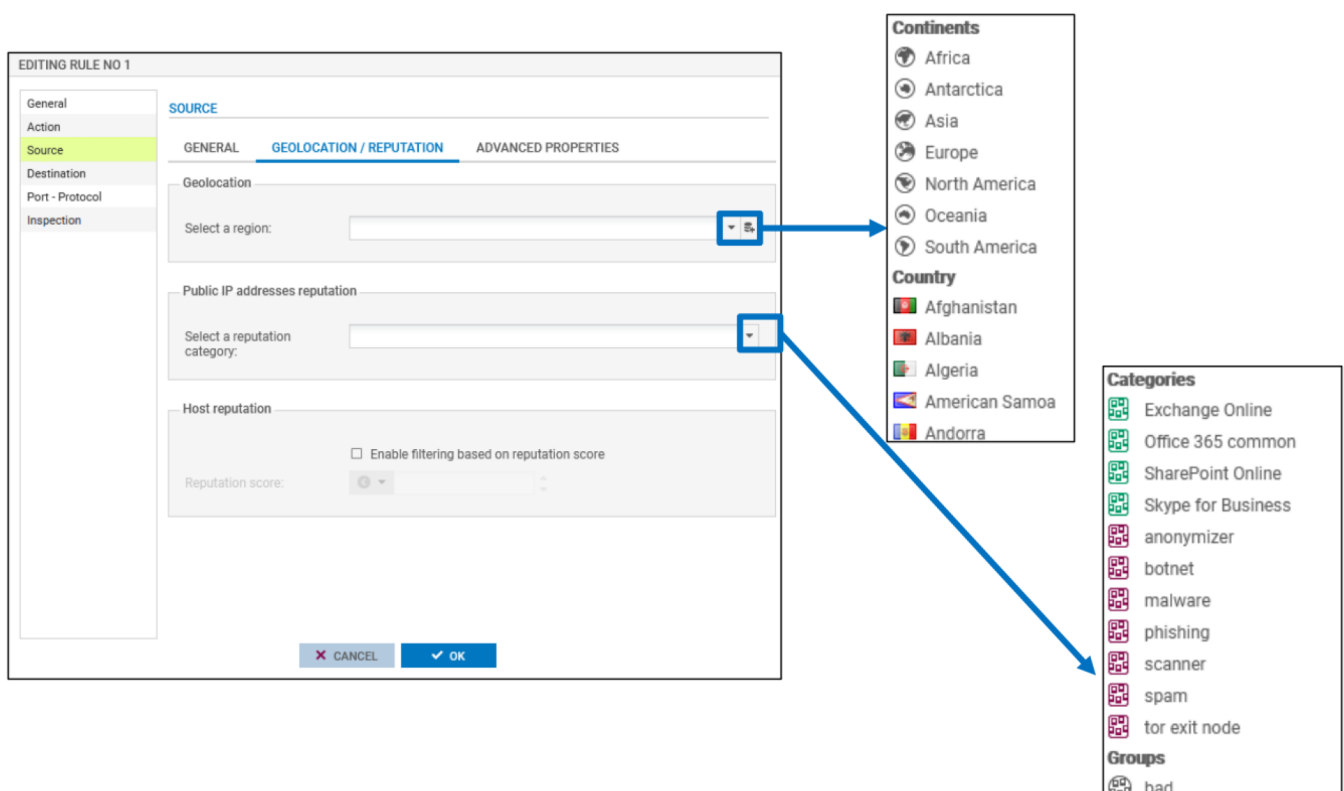 EDITING RULE NO 1
General
Action
Source
Destination
Port - Protocol
Inspection
SOURCE
GENERAL GEOLOCATION / REPUTATION ADVANCED PROPERTIES
Geolocation
Select a region:
Public IP addresses reputation
Select a reputation
category:
Host reputation
Enable filtering based on reputation score
Reputation score:
CANCEL OK
Continents
Africa
Antarctica
Asia
Europe
North America
Oceania
South America
Country
Afghanistan
Albania
Algeria
American Samoa
Andorra
Categories
Exchange Online
Office 365 common
SharePoint Online
Skype for Business
anonymizer
botnet
malware
phishing
scanner
spam
tor exit node
Groups
bad